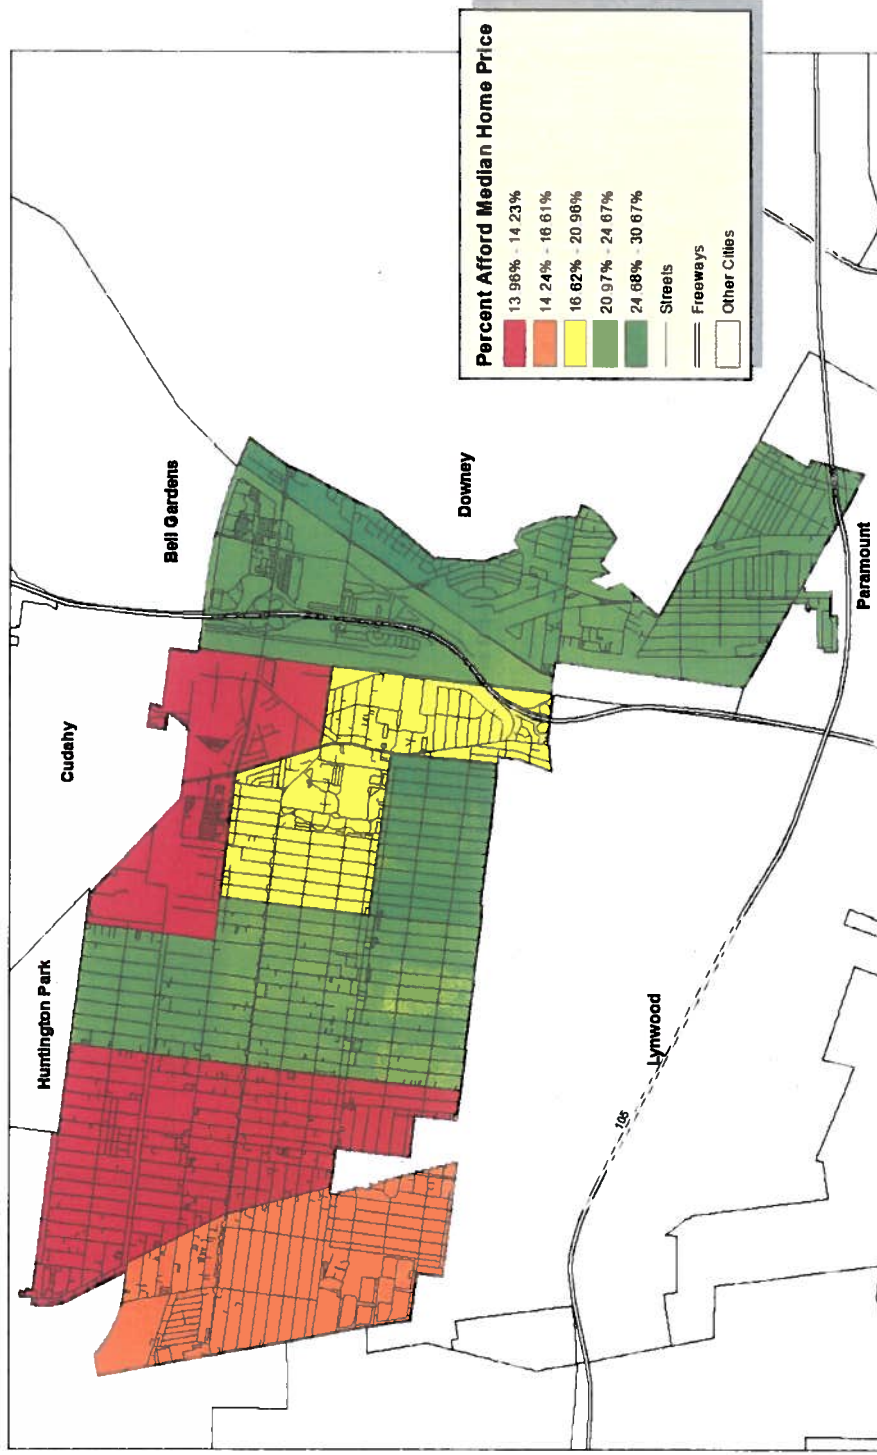 Huntington Park
Cudahy
Bell Gardens
Downey
Lynwood
105
Paramount
Percent Afford Median Home Price
13 96% - 14 23%
14 24% - 16 61%
16 62% - 20 96%
20 97% - 24 67%
24.68% - 30 67%
Streets
Freeways
Other Cities